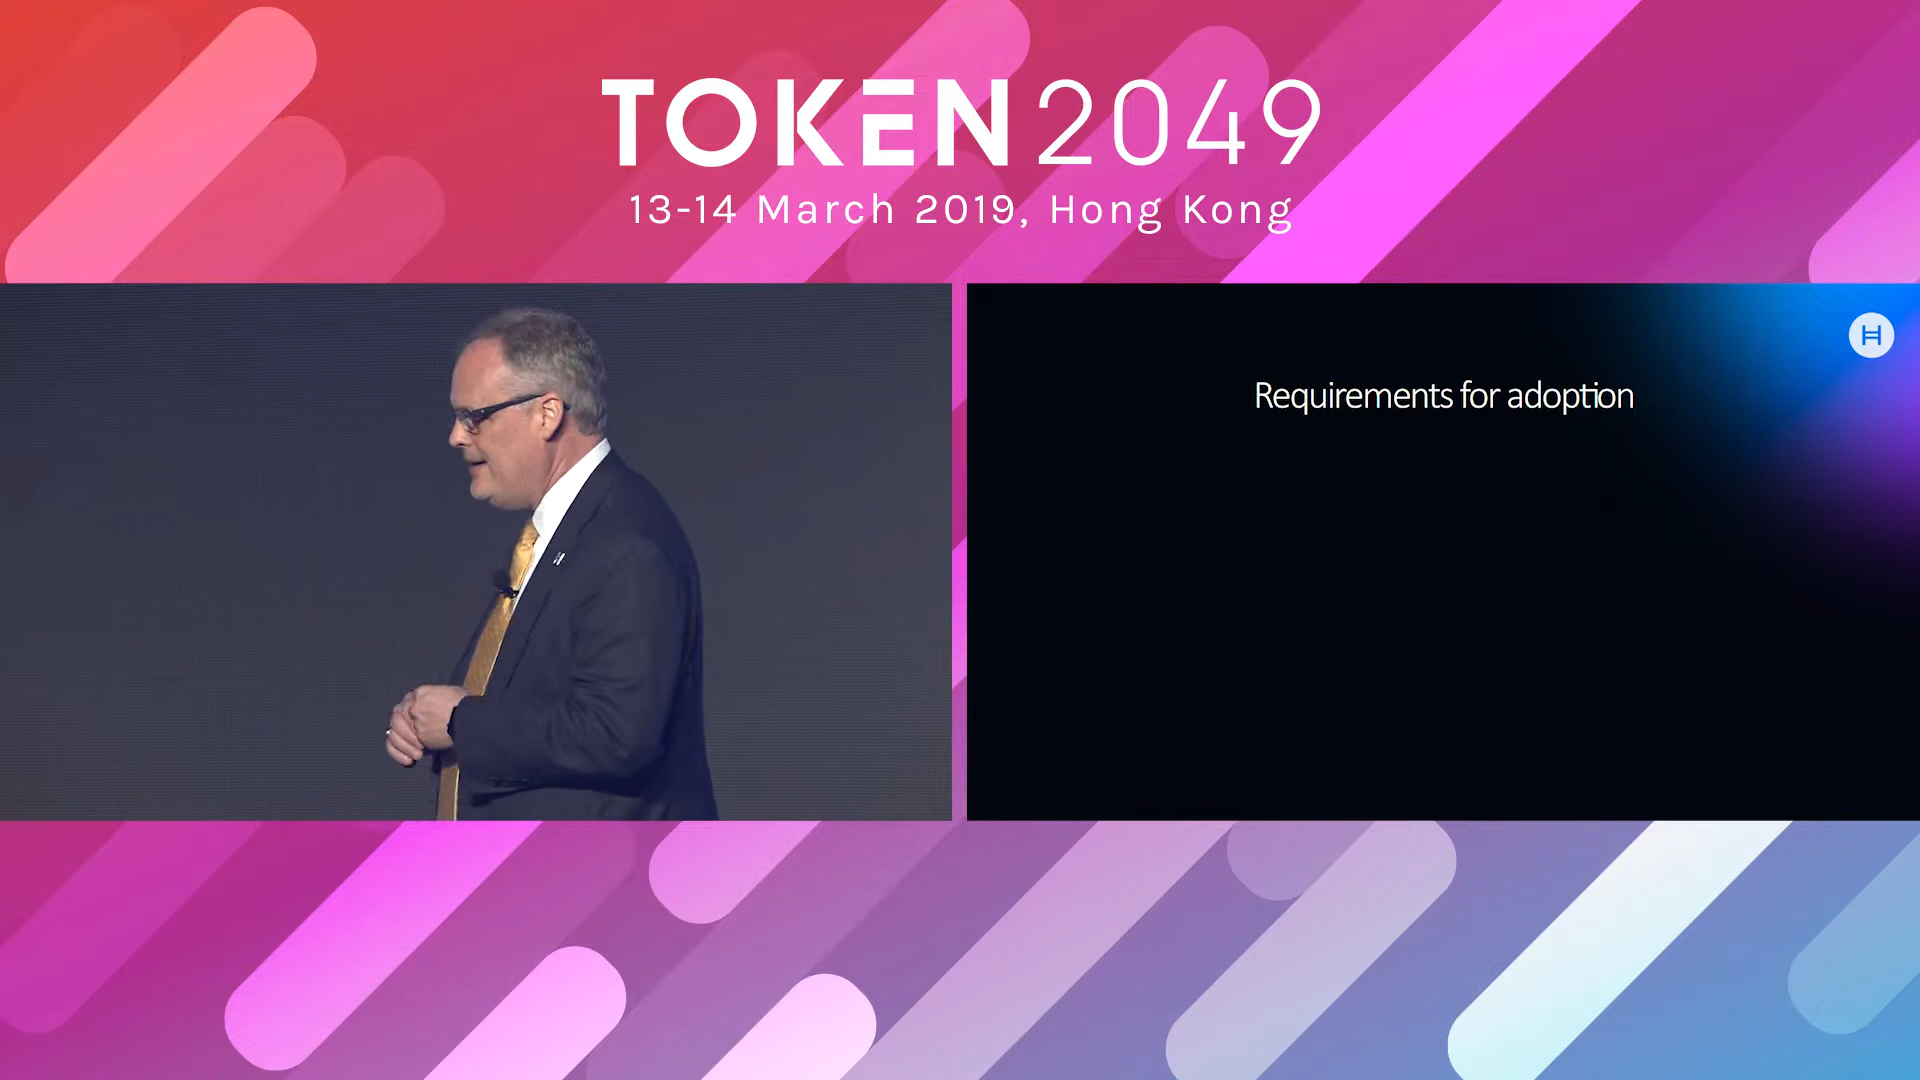 TOKEN2049
13-14 March 2019, Hong Kong
Requirements for adoption